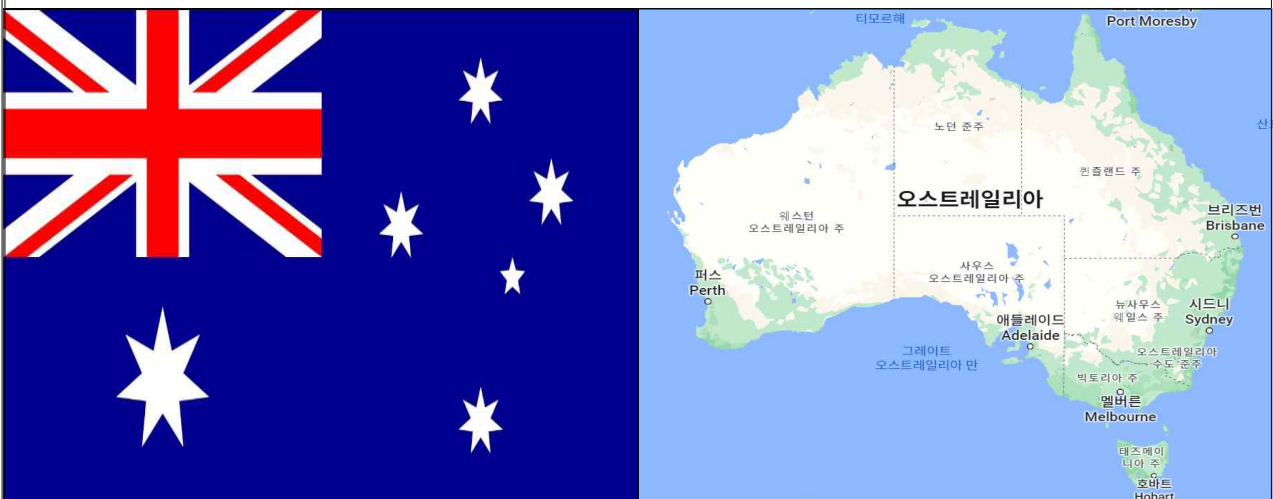 티모르해
Port Moresby
노던 준주
퀸즐랜드 주
오스트레일리아
웨스턴
오스트레일리아 주
브리즈번
Brisbane
사우스
오스트레일리아 주
퍼스
Perth
뉴사우스
웨일스 주
시드니
Sydney
애들레이드
Adelaide
그레이트
오스트레일리아 만
오스트레일리아
수도 준주
빅토리아 주
멜버른
Melbourne
태즈메이
니아 주
호바트
Hobart